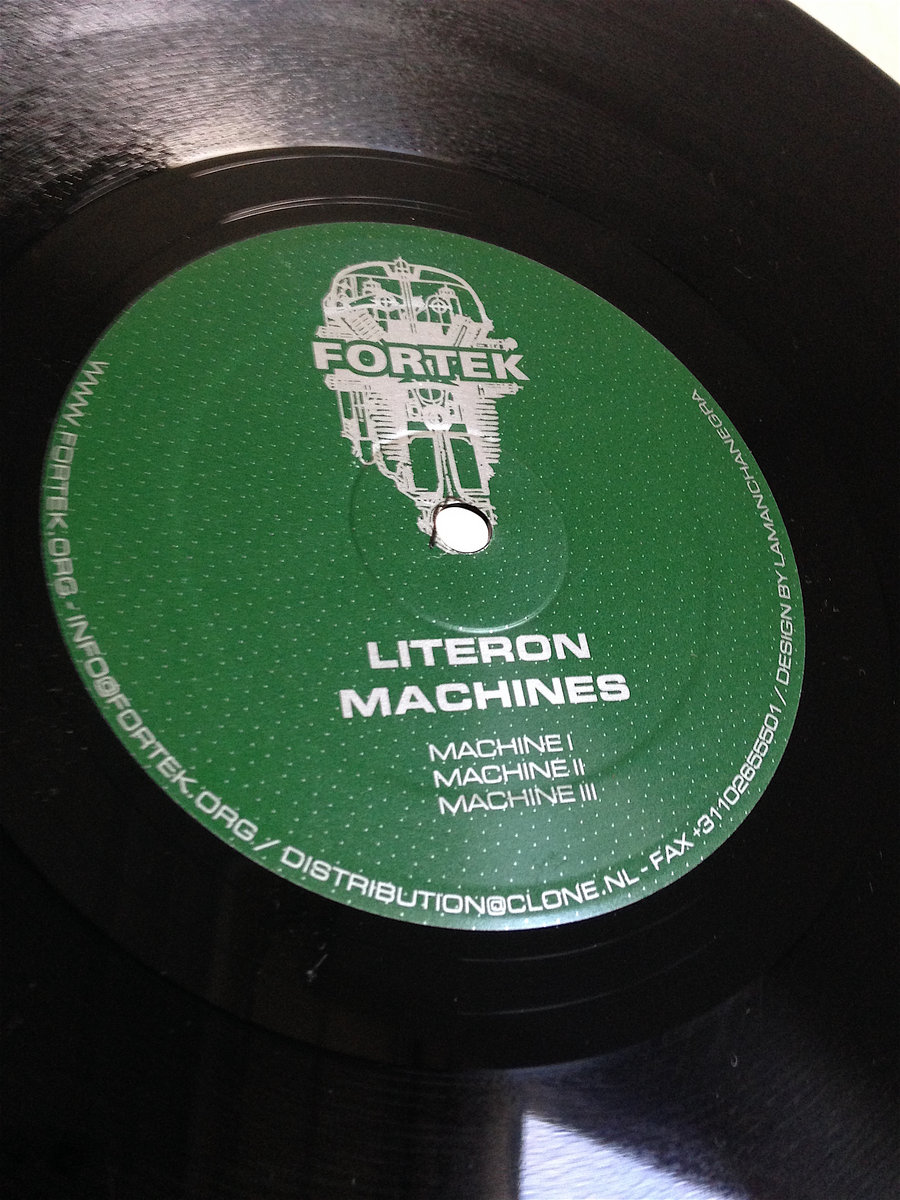 FORTEK
LITERON
MACHINES
MACHINE I
MACHINE II
MACHINE III
WWW.FORTEK.ORG - INFO@FORTEK.ORG / DISTRIBUTION@CLONE.NL - FAX +31102655501 / DESIGN BY LAMANCHANEGRA